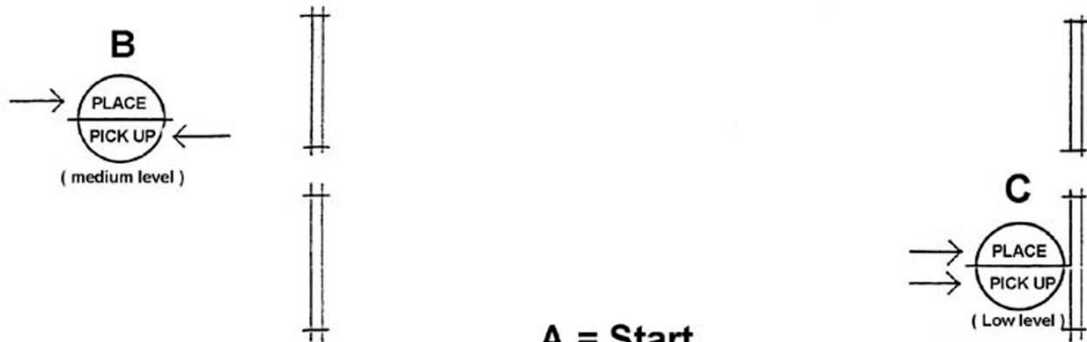 B
PLACE
PICK UP
( medium level )
C
PLACE
PICK UP
( Low level )
A = Start